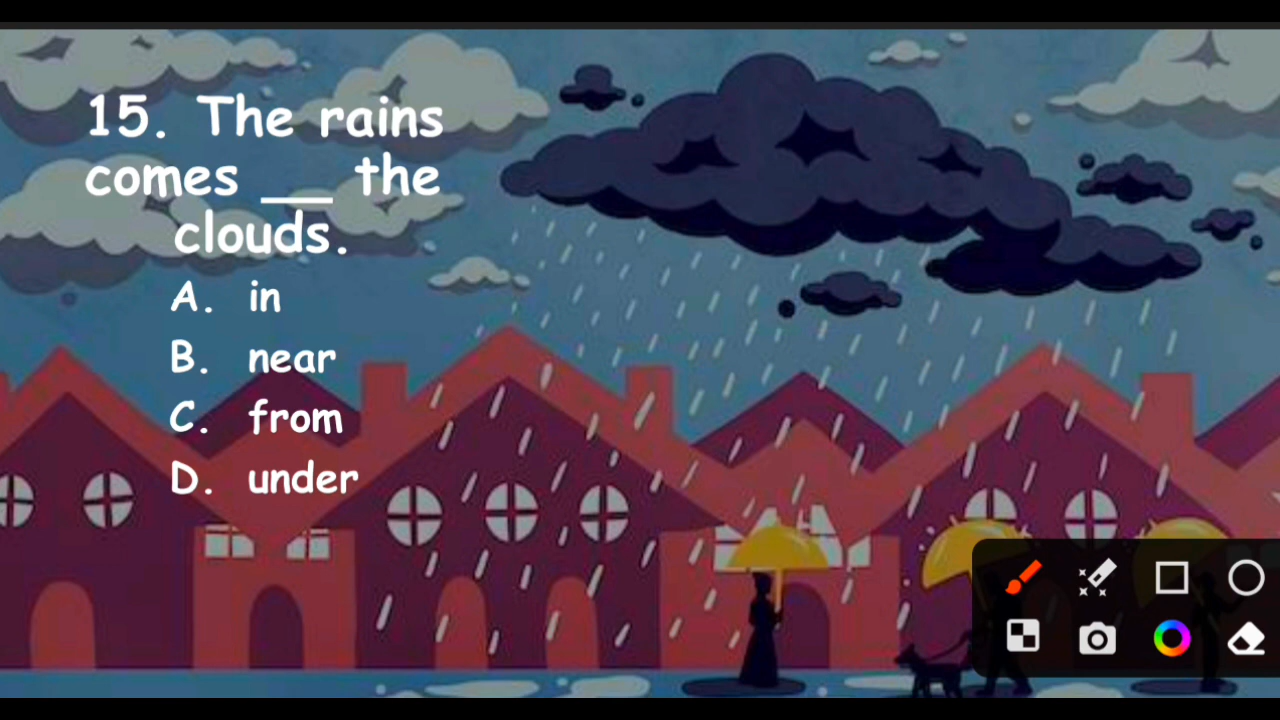 15. The rains
comes __ the
clouds.
A. in
B. near
C. from
D. under